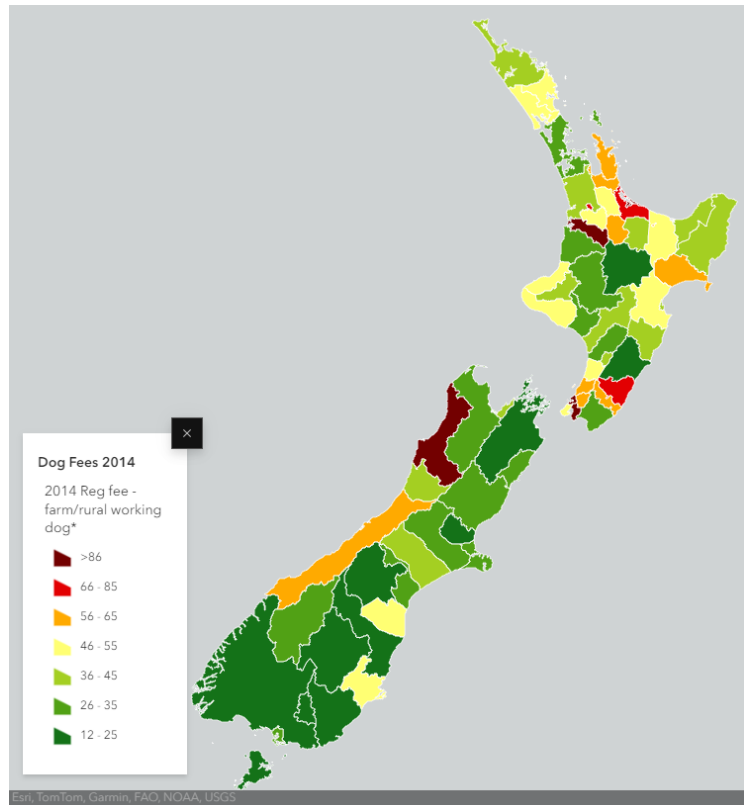 Dog Fees 2014
2014 Reg fee -
farm/rural working
dog*
>86
66 - 85
56 - 65
46 - 55
36 - 45
26 - 35
12 - 25
Esri, TomTom, Garmin, FAO, NOAA, USGS